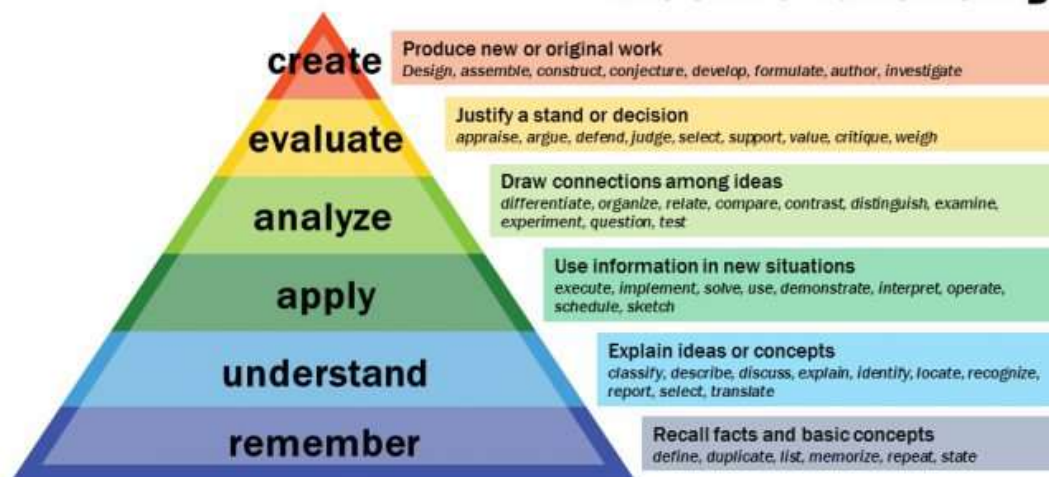 create
Produce new or original work
Design, assemble, construct, conjecture, develop, formulate, author, investigate
evaluate
Justify a stand or decision
appraise, argue, defend, judge, select, support, value, critique, weigh
analyze
Draw connections among ideas
differentiate, organize, relate, compare, contrast, distinguish, examine,
experiment, question, test
apply
Use information in new situations
execute, implement, solve, use, demonstrate, interpret, operate,
schedule, sketch
understand
Explain ideas or concepts
classify, describe, discuss, explain, identify, locate, recognize,
report, select, translate
remember
Recall facts and basic concepts
define, duplicate, list, memorize, repeat, state